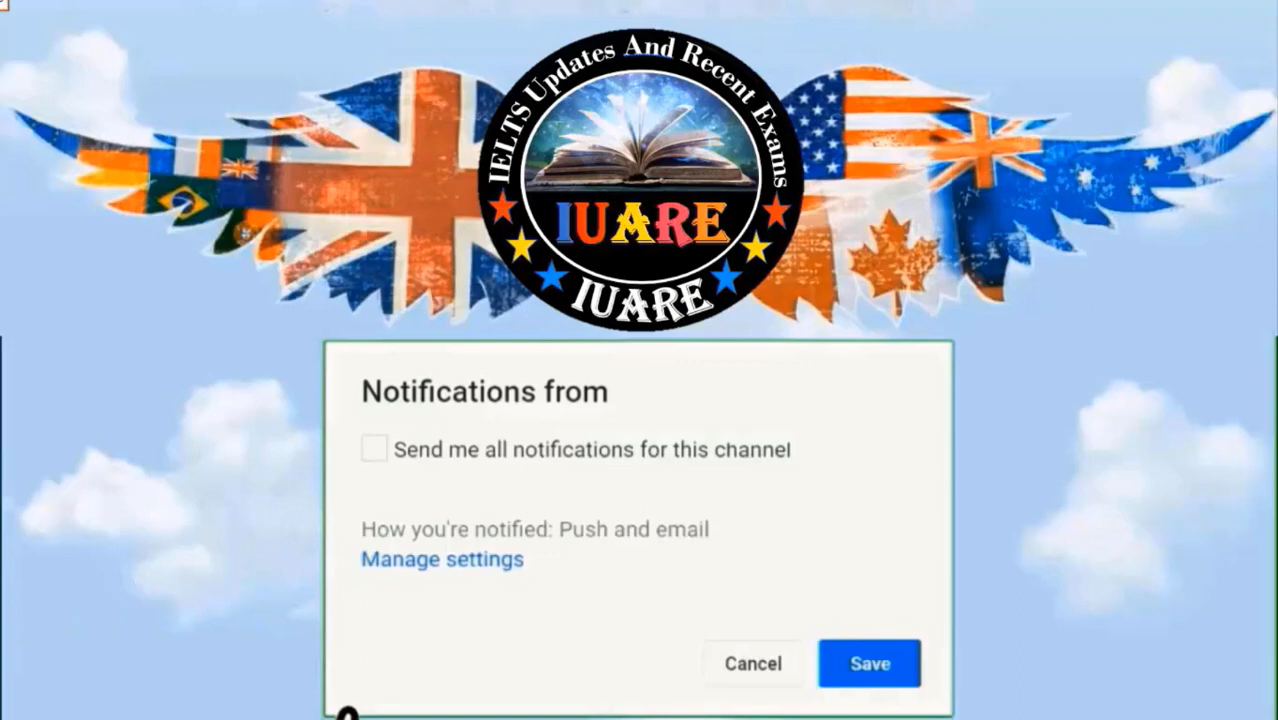 IELTS Updates And Recent Exams
IUARE
IUARE
Notifications from
Send me all notifications for this channel
How you're notified: Push and email
Manage settings
Cancel
Save